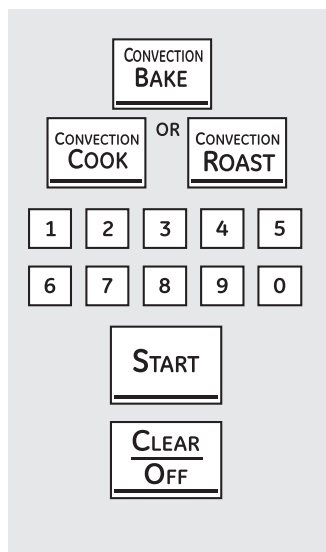 CONVECTION
BAKE
OR
CONVECTION
COOK
CONVECTION
ROAST
1 2 3 4 5
6 7 8 9 0
START
CLEAR
OFF